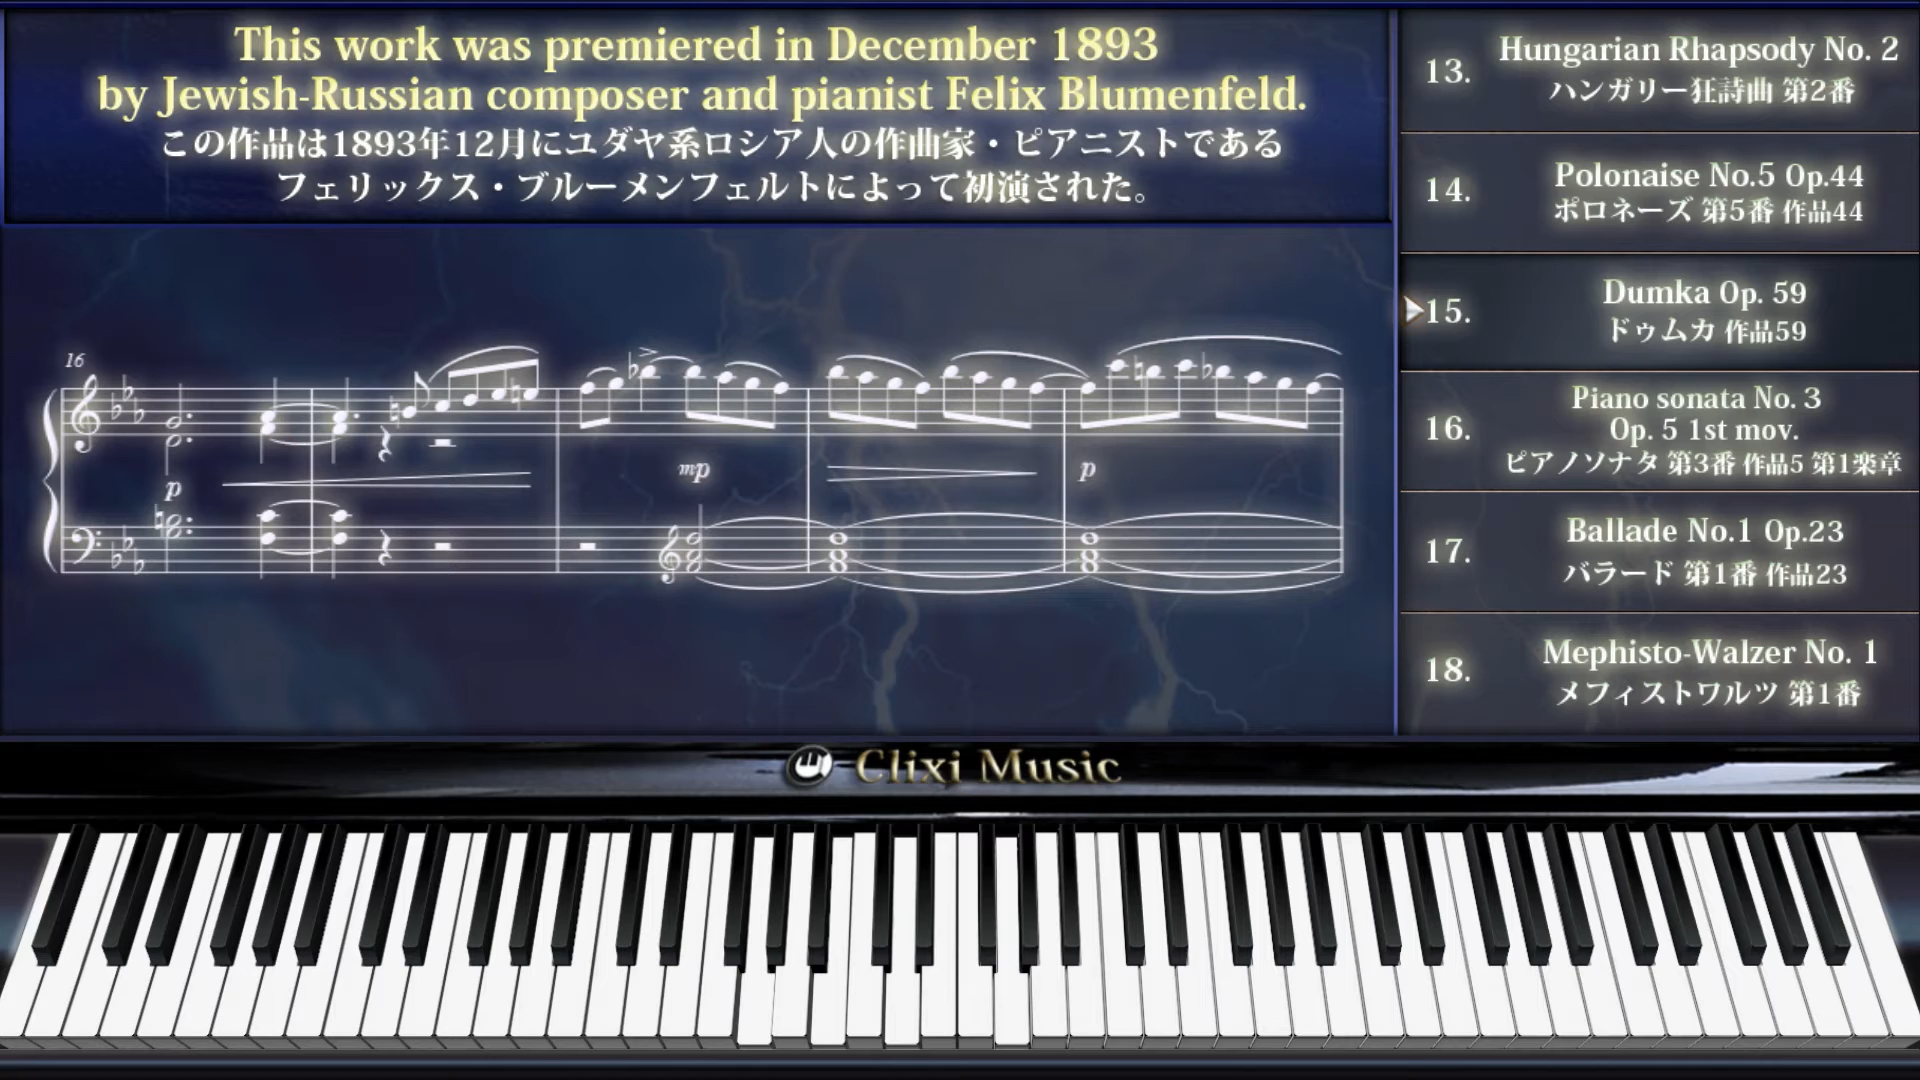 This work was premiered in December 1893
by Jewish-Russian composer and pianist Felix Blumenfeld.
この作品は1893年12月にユダヤ系ロシア人の作曲家・ピアニストである
フェリックス・ブルーメンフェルトによって初演された。
16
p
mp
p
13.
Hungarian Rhapsody No. 2
ハンガリー狂詩曲 第2番
14.
Polonaise No.5 Op.44
ポロネーズ 第5番 作品44
15.
Dumka Op. 59
ドゥムカ 作品59
16.
Piano sonata No. 3
Op. 5 1st mov.
ピアノソナタ 第3番 作品5 第1楽章
17.
Ballade No.1 Op.23
バラード 第1番 作品23
18.
Mephisto-Walzer No. 1
メフィストワルツ 第1番
Clixi Music